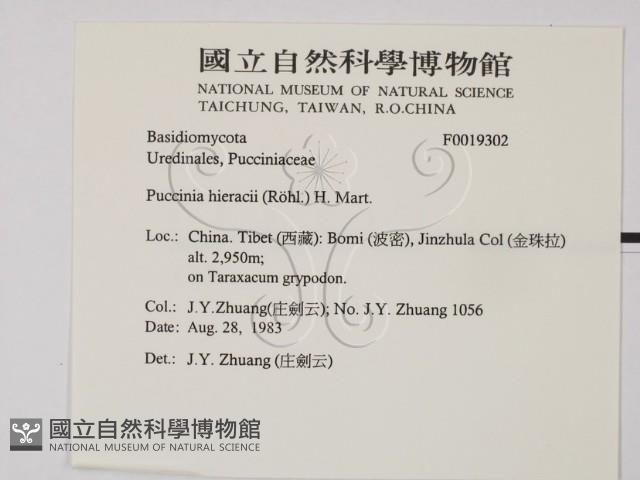 國立自然科學博物館
NATIONAL MUSEUM OF NATURAL SCIENCE
TAICHUNG, TAIWAN, R.O.CHINA
Basidiomycota F0019302
Uredinales, Pucciniaceae
Puccinia hieracii (Röhl.) H. Mart.
Loc.: China. Tibet (西藏): Bomi (波密), Jinzhula Col (金珠拉)
alt. 2,950m;
on Taraxacum grypodon.
Col.: J.Y.Zhuang(庄劍云); No. J.Y. Zhuang 1056
Date: Aug. 28, 1983
Det.: J.Y. Zhuang (庄劍云)
國立自然科學博物館
NATIONAL MUSEUM OF NATURAL SCIENCE